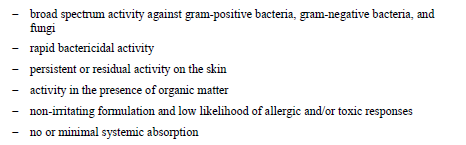 – broad spectrum activity against gram-positive bacteria, gram-negative bacteria, and
fungi
– rapid bactericidal activity
– persistent or residual activity on the skin
– activity in the presence of organic matter
– non-irritating formulation and low likelihood of allergic and/or toxic responses
– no or minimal systemic absorption